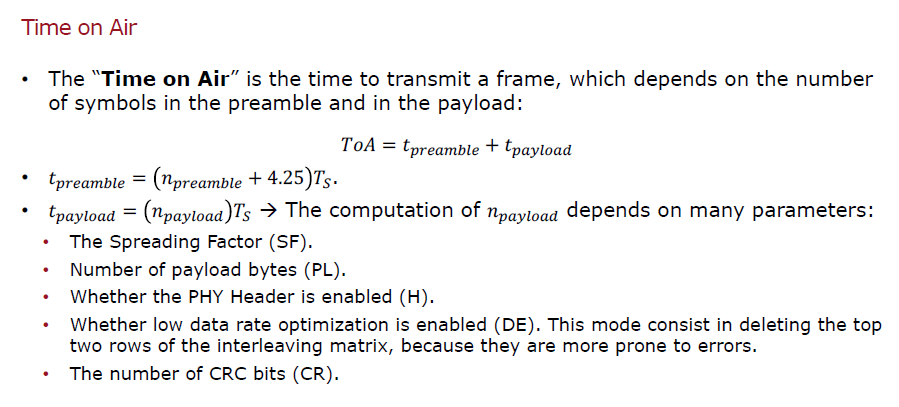 Time on Air
• The “Time on Air” is the time to transmit a frame, which depends on the number
of symbols in the preamble and in the payload:
ToA = t_preamble + t_payload
• t_preamble = (n_preamble + 4.25)T_S.
• t_payload = (n_payload)T_S → The computation of n_payload depends on many parameters:
• The Spreading Factor (SF).
• Number of payload bytes (PL).
• Whether the PHY Header is enabled (H).
• Whether low data rate optimization is enabled (DE). This mode consist in deleting the top
two rows of the interleaving matrix, because they are more prone to errors.
• The number of CRC bits (CR).